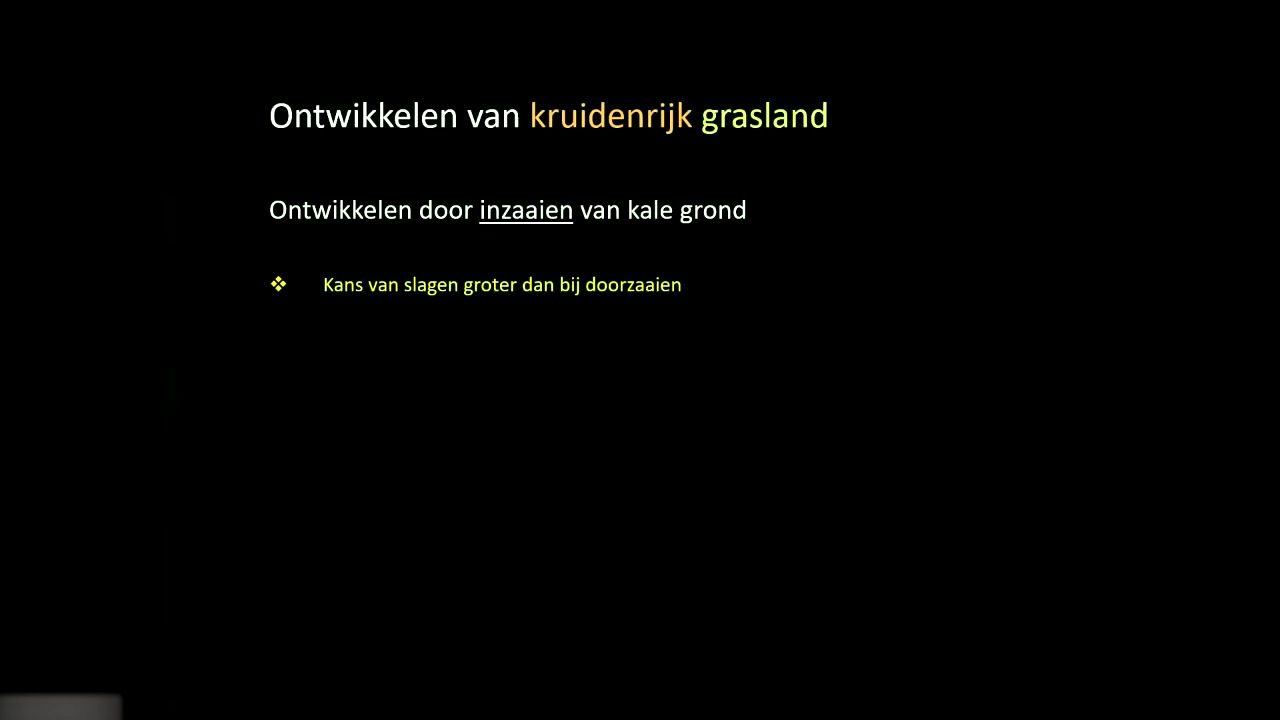 Ontwikkelen van kruidenrijk grasland
Ontwikkelen door inzaaien van kale grond
❖ Kans van slagen groter dan bij doorzaaien